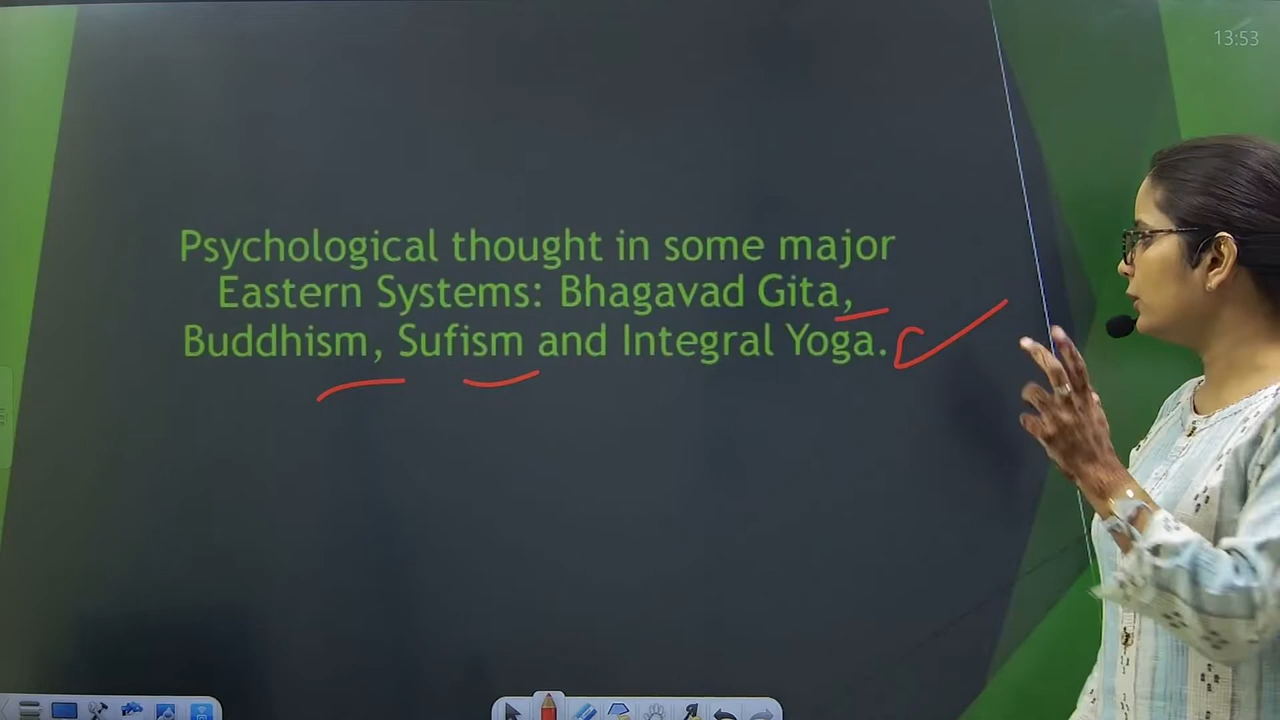 13:53
Psychological thought in some major
Eastern Systems: Bhagavad Gita,
Buddhism, Sufism and Integral Yoga.